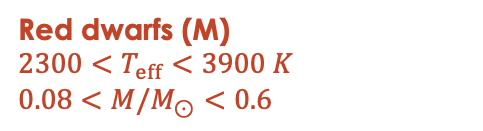 Red dwarfs (M)
2300 < T_eff < 3900 K
0.08 < M/M_⊙ < 0.6